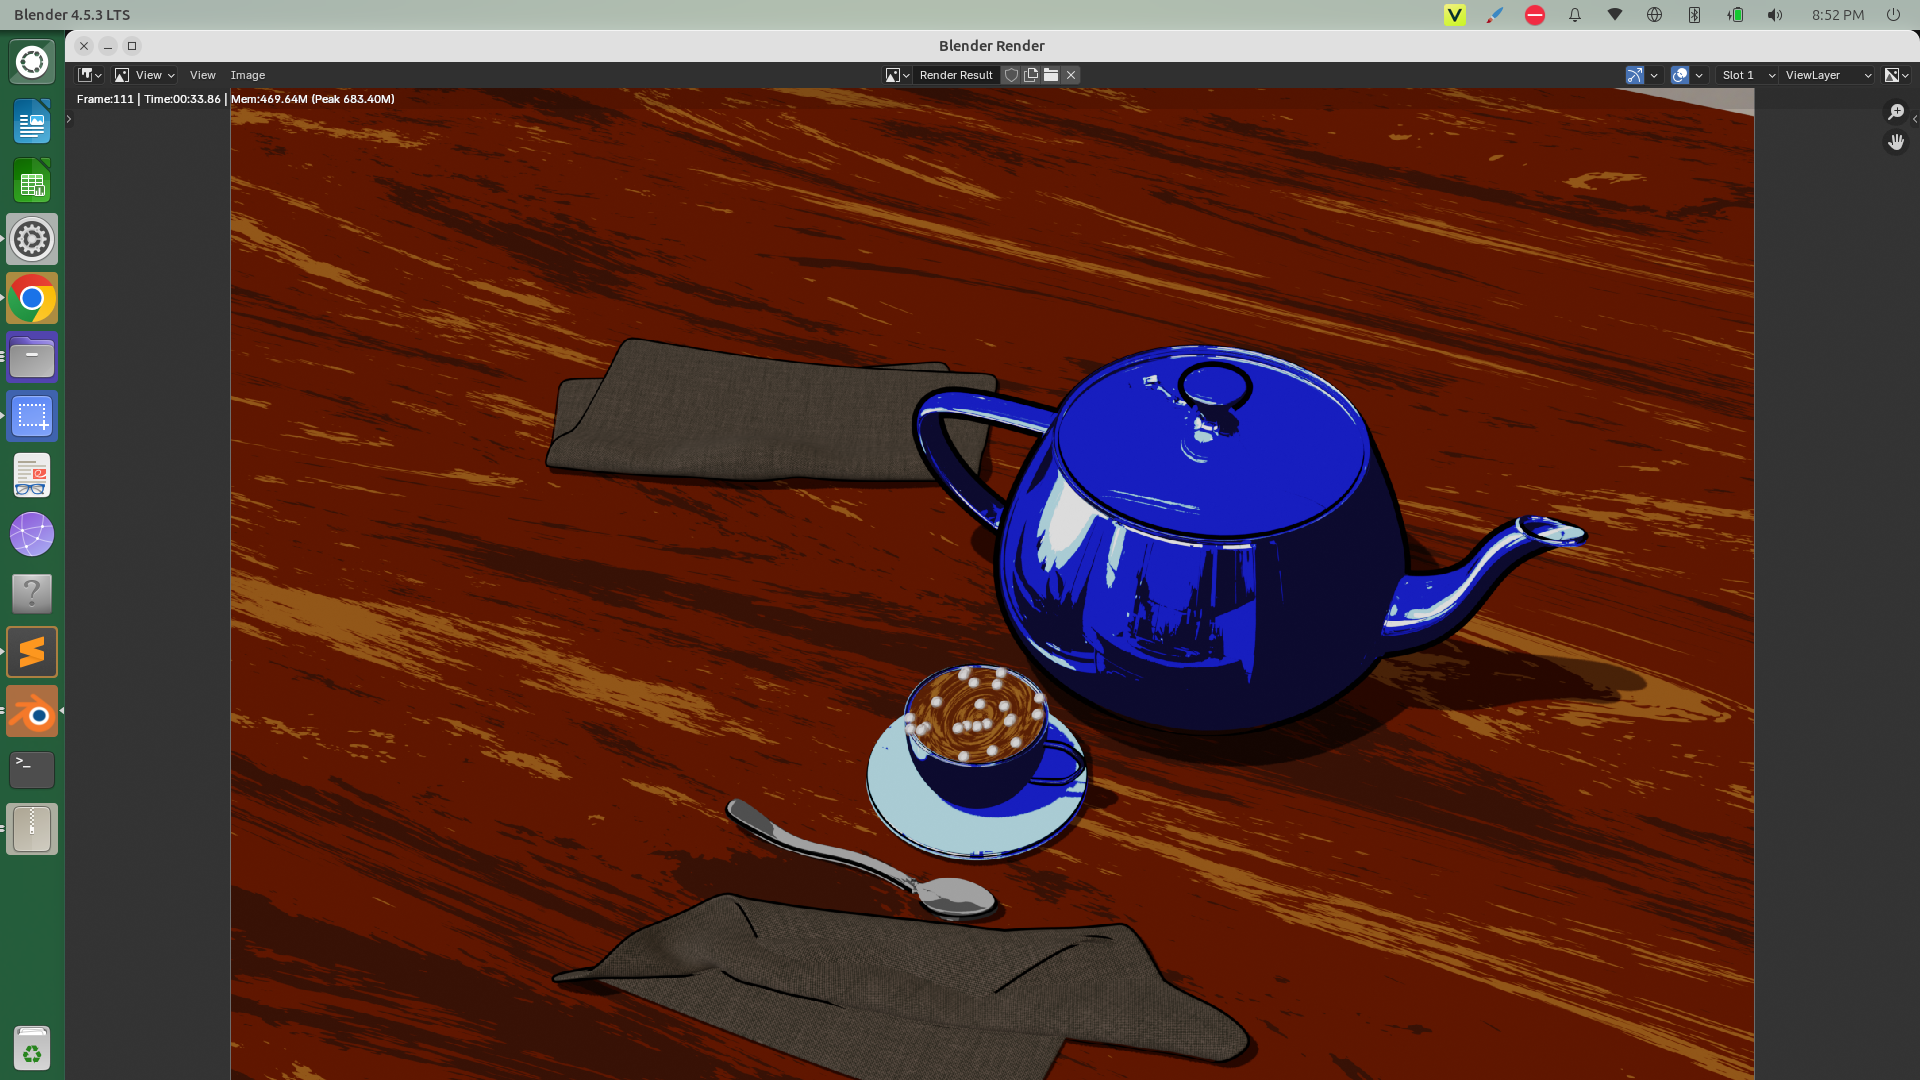 Blender 4.5.3 LTS
8:52 PM
Blender Render
View
View
Image
Render Result
Slot 1
ViewLayer
Frame:111 | Time:00:33.86 | Mem:469.64M (Peak 683.40M)
>_
?